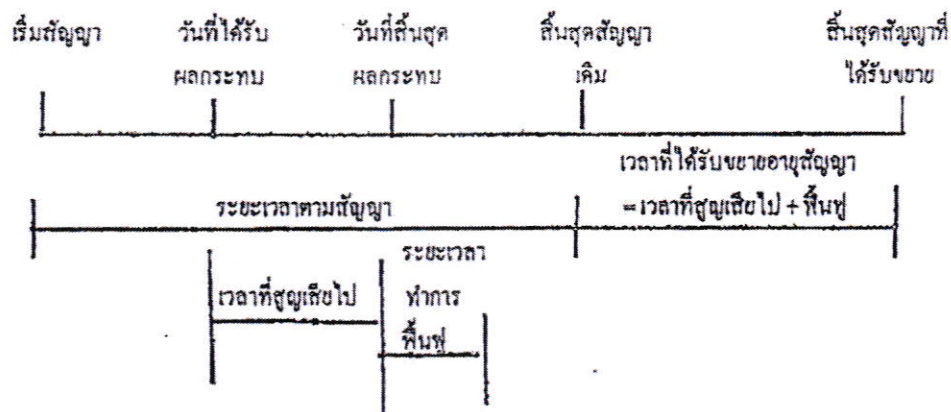 เริ่มสัญญา วันที่ได้รับ วันที่สิ้นสุด สิ้นสุดสัญญา สิ้นสุดสัญญาที่
ผลกระทบ ผลกระทบ เดิม ได้รับขยาย
เวลาที่ได้รับขยายอายุสัญญา
ระยะเวลาตามสัญญา =เวลาที่สูญเสียไป + ฟื้นฟู
ระยะเวลา
เวลาที่สูญเสียไป ทำการ
ฟื้นฟู